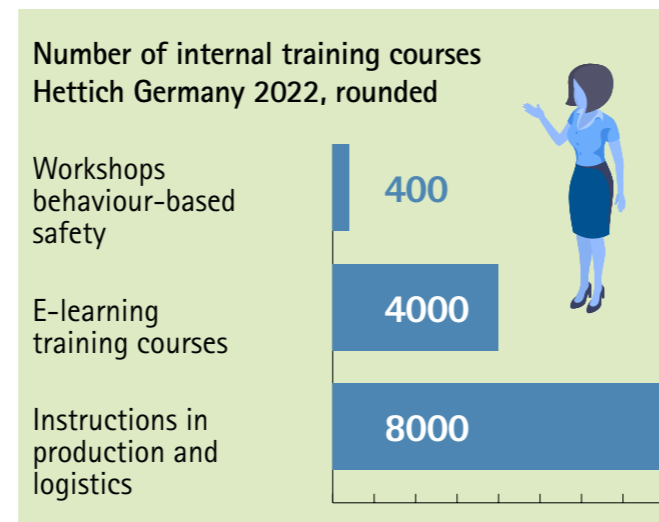 Number of internal training courses
Hettich Germany 2022, rounded
Workshops
behaviour-based
safety
400
E-learning
training courses
4000
Instructions in
production and
logistics
8000